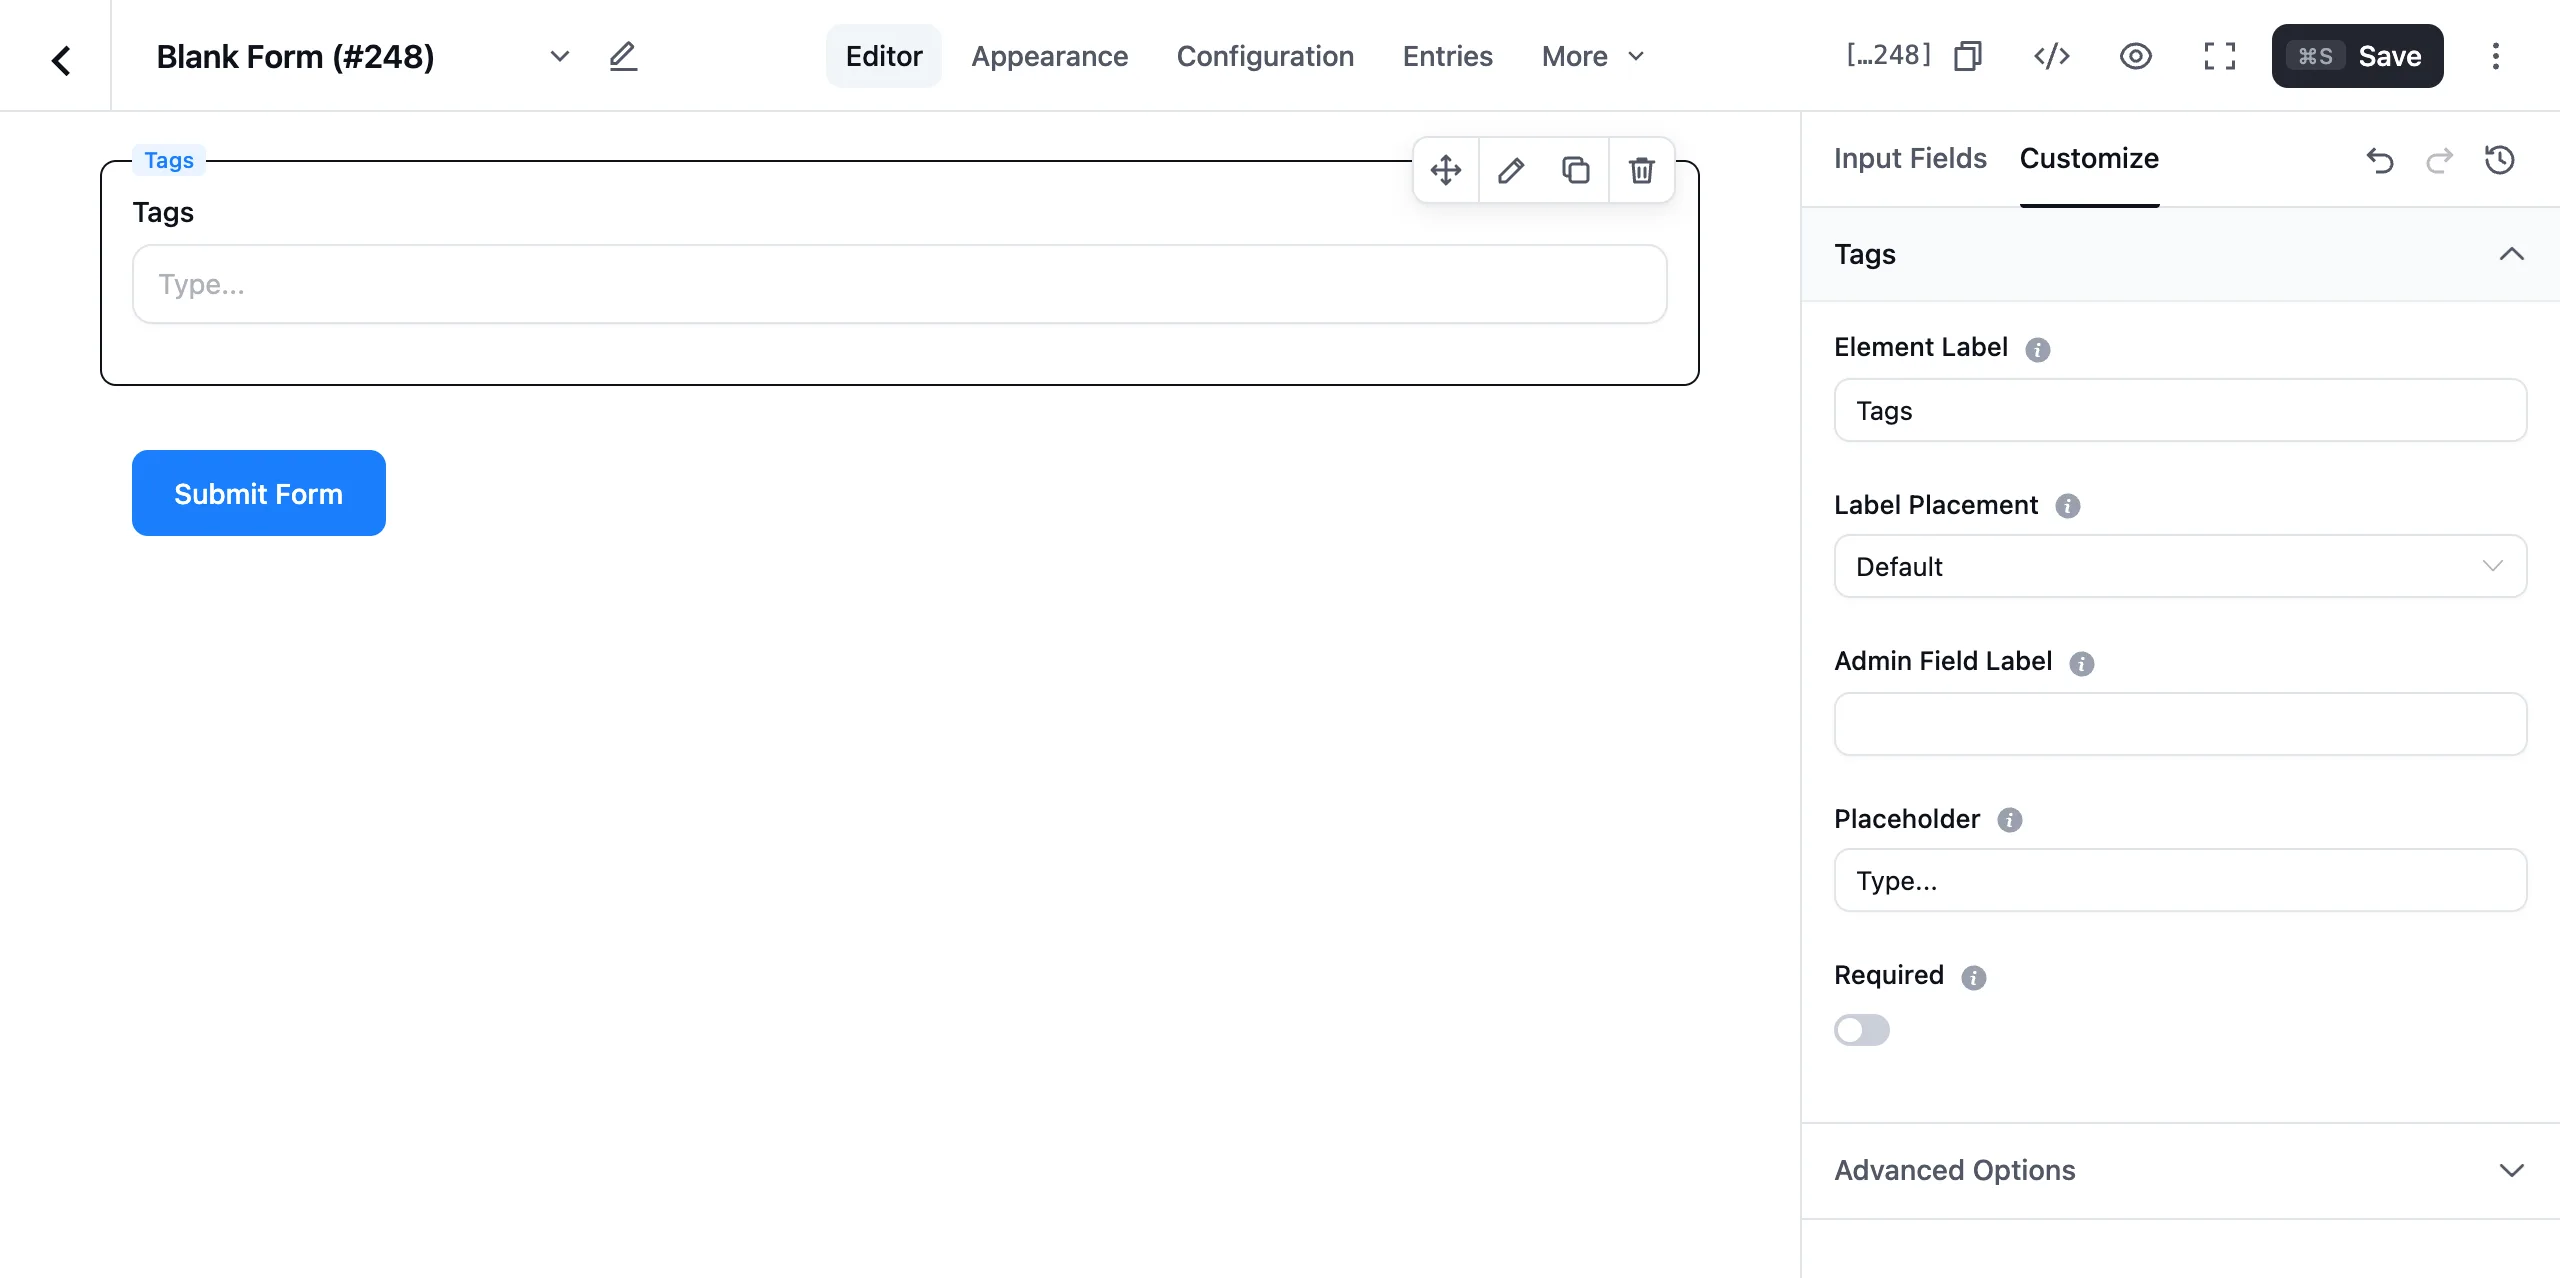 Blank Form (#248)
Editor
Appearance
Configuration
Entries
More
[...248]
⌘S Save
Tags
Tags
Type...
Submit Form
Input Fields
Customize
Tags
Element Label
Tags
Label Placement
Default
Admin Field Label
Placeholder
Type...
Required
Advanced Options